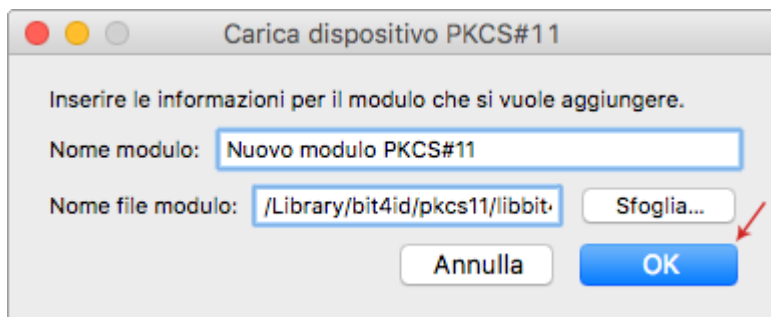 Carica dispositivo PKCS#11
Inserire le informazioni per il modulo che si vuole aggiungere.
Nome modulo: Nuovo modulo PKCS#11
Nome file modulo: /Library/bit4id/pkcs11/libbit Sfoglia...
Annulla OK